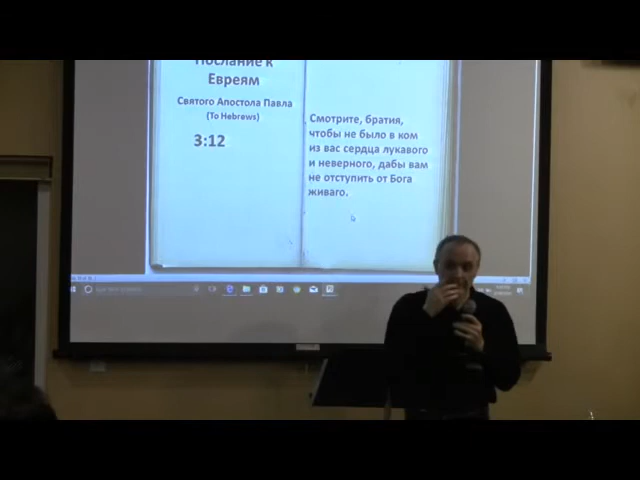 Послание к
Евреям
Святого Апостола Павла
(To Hebrews)
3:12
Смотрите, братия,
чтобы не было в ком
из вас сердца лукавого
и неверного, дабы вам
не отступить от Бога
живаго.